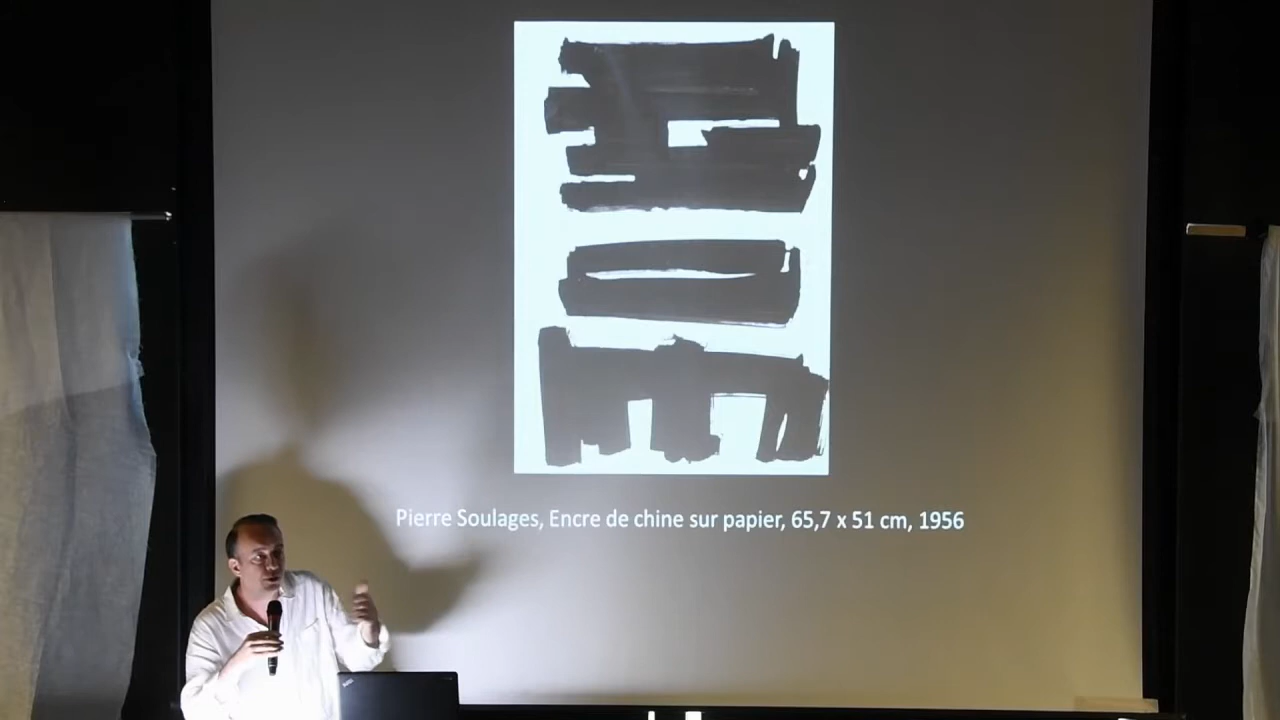 Pierre Soulages, Encre de chine sur papier, 65,7 x 51 cm, 1956